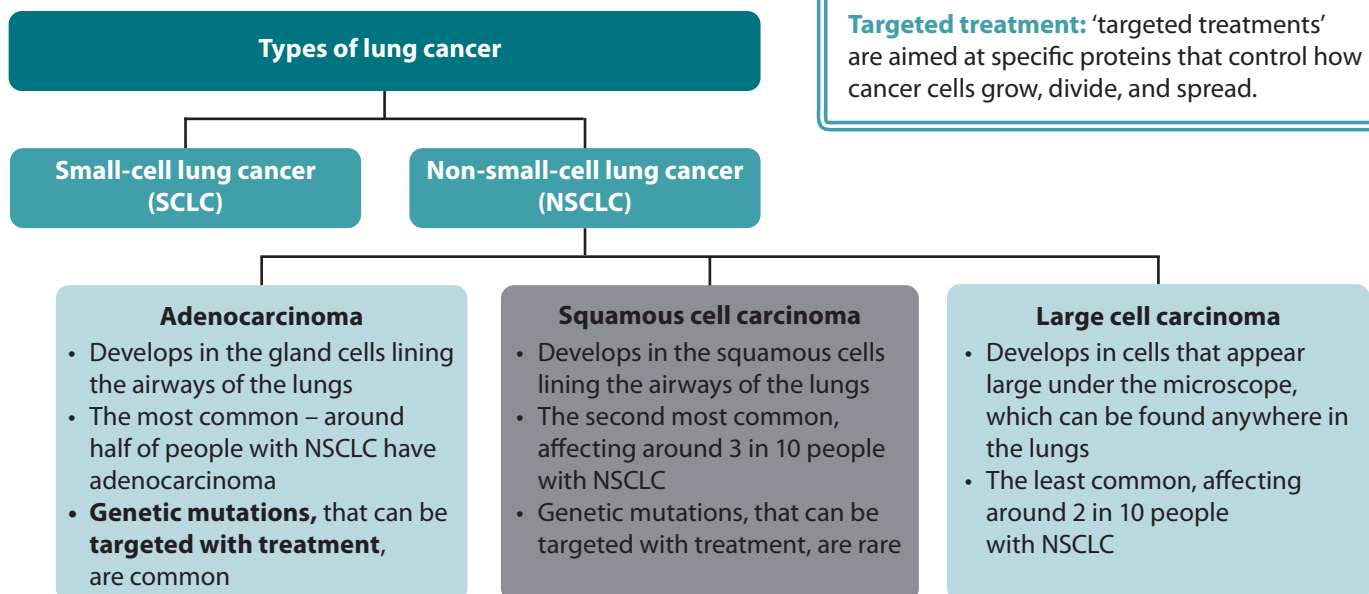 Types of lung cancer
Targeted treatment: ‘targeted treatments’
are aimed at specific proteins that control how
cancer cells grow, divide, and spread.
Small-cell lung cancer
(SCLC)
Non-small-cell lung cancer
(NSCLC)
Adenocarcinoma
• Develops in the gland cells lining
the airways of the lungs
• The most common – around
half of people with NSCLC have
adenocarcinoma
• Genetic mutations, that can be
targeted with treatment,
are common
Squamous cell carcinoma
• Develops in the squamous cells
lining the airways of the lungs
• The second most common,
affecting around 3 in 10 people
with NSCLC
• Genetic mutations, that can be
targeted with treatment, are rare
Large cell carcinoma
• Develops in cells that appear
large under the microscope,
which can be found anywhere in
the lungs
• The least common, affecting
around 2 in 10 people
with NSCLC